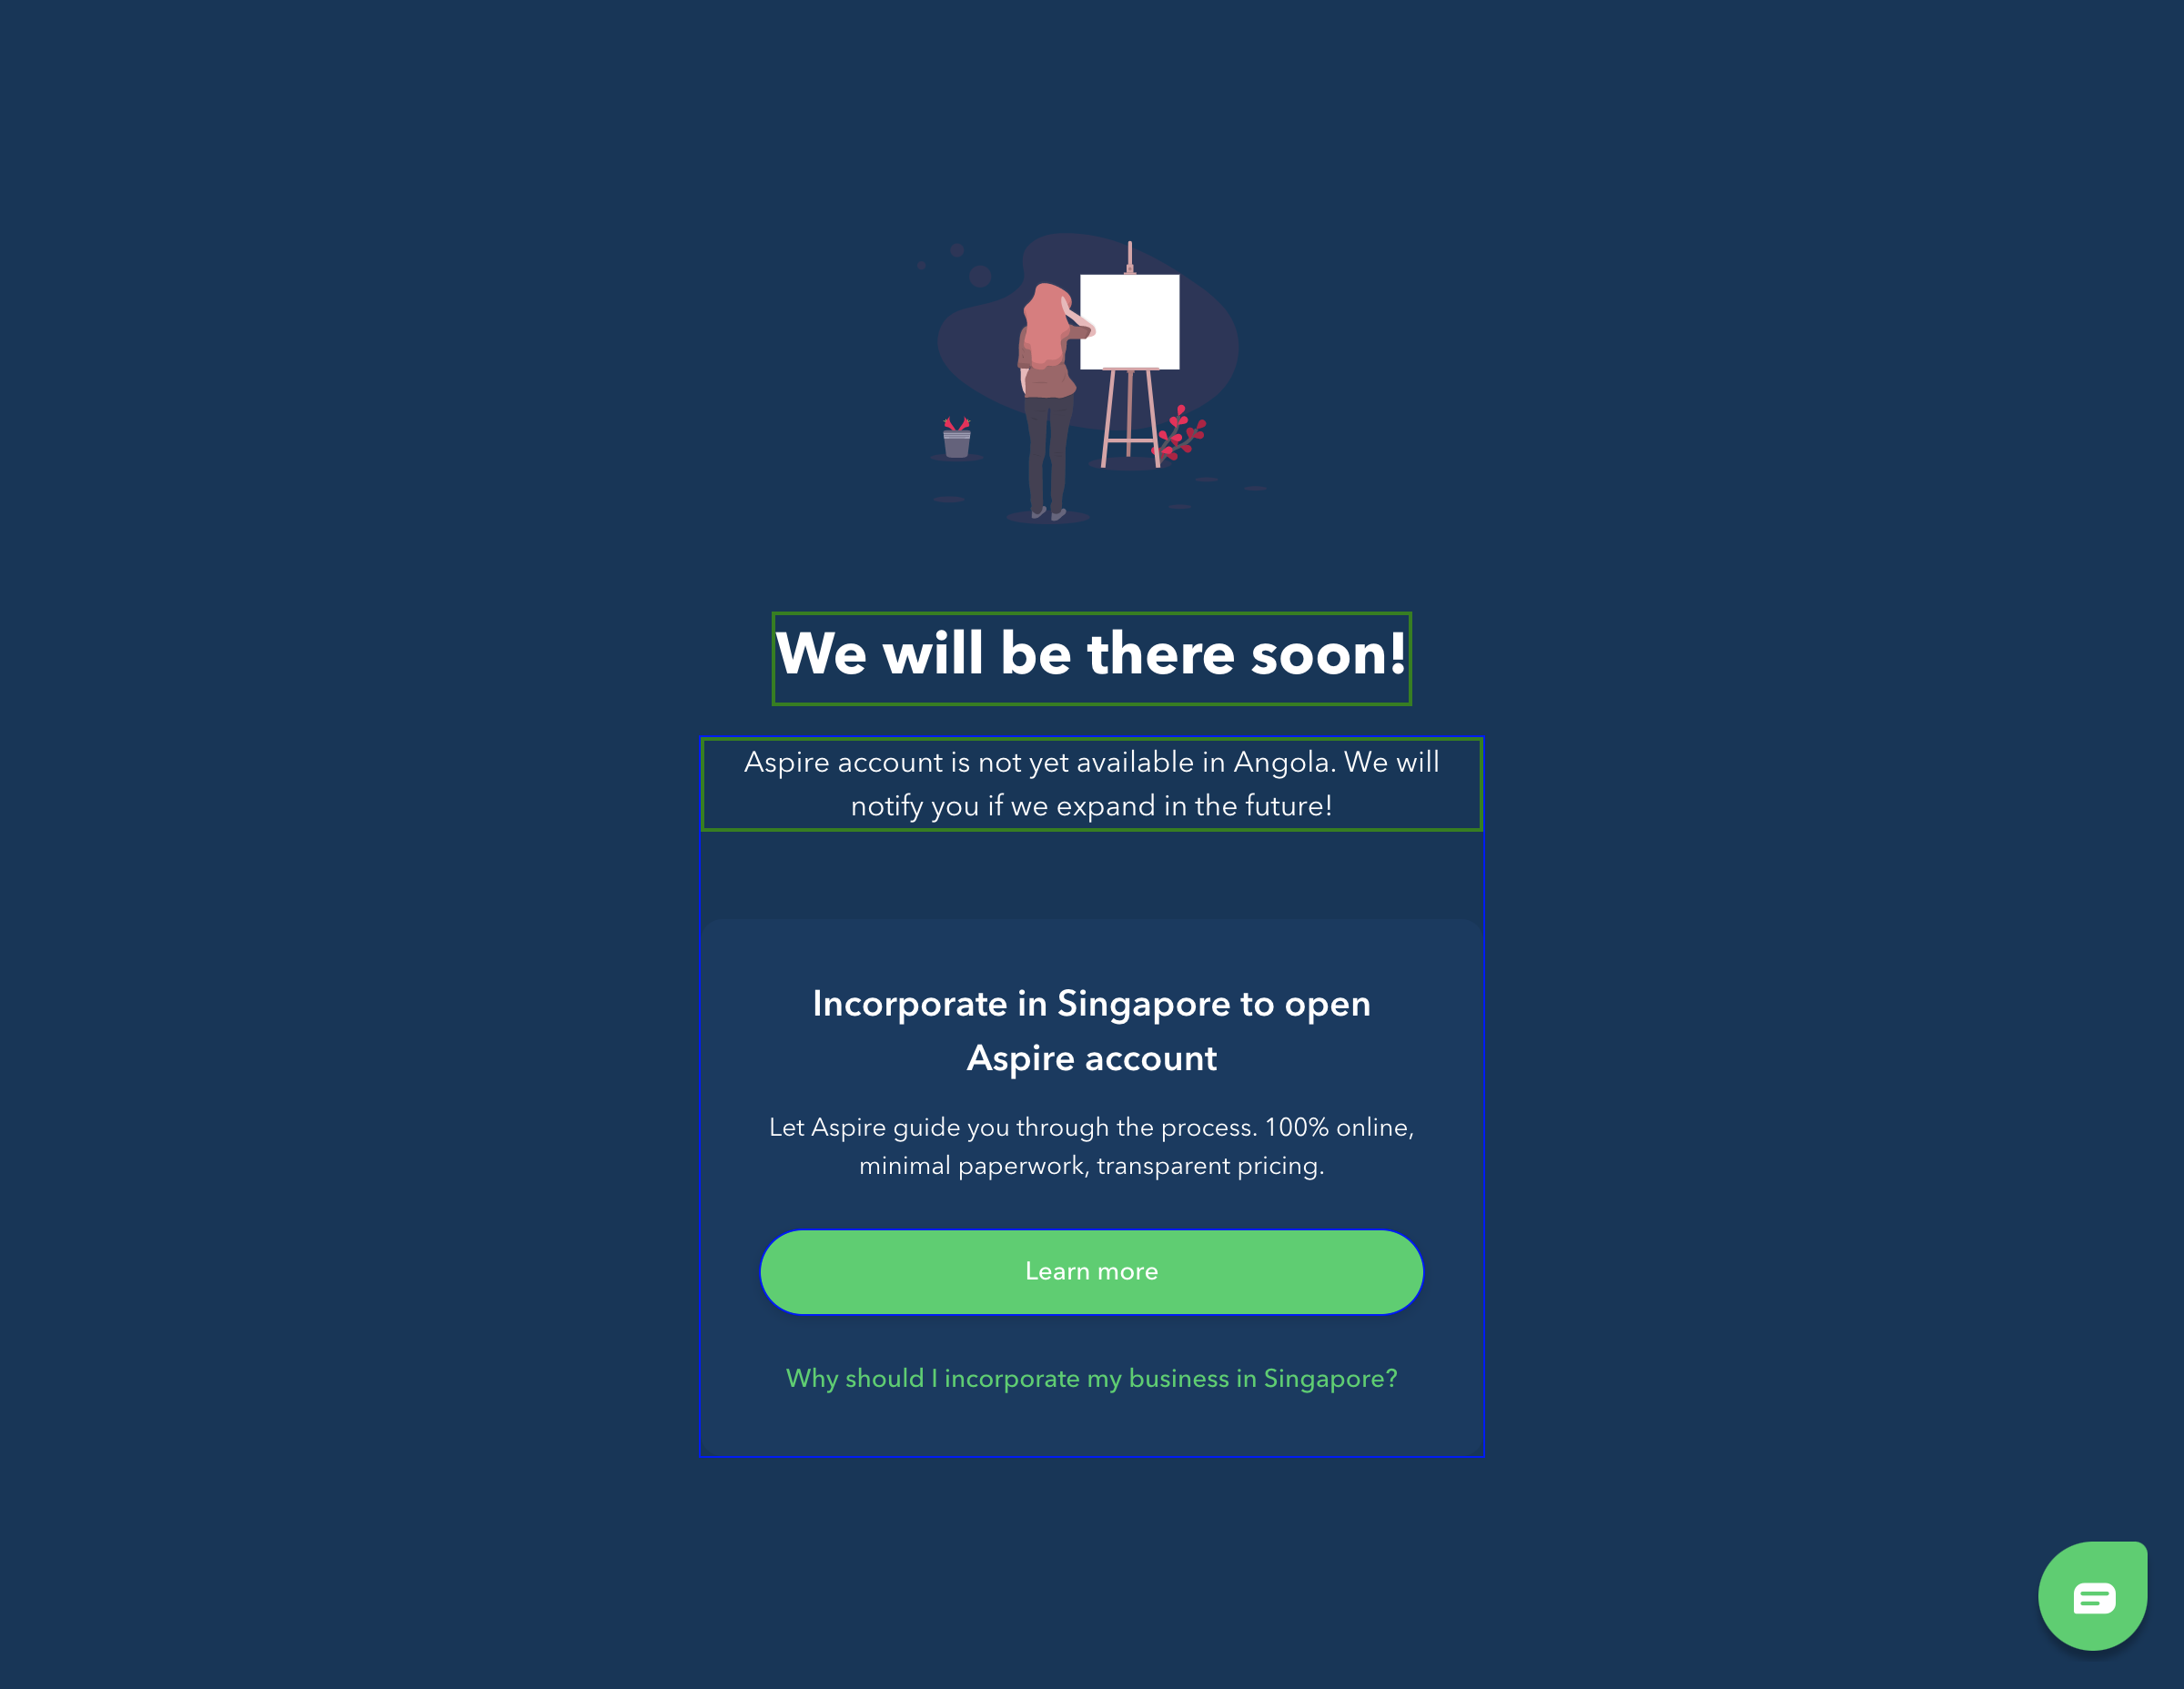 We will be there soon!
Aspire account is not yet available in Angola. We will
notify you if we expand in the future!
Incorporate in Singapore to open
Aspire account
Let Aspire guide you through the process. 100% online,
minimal paperwork, transparent pricing.
Learn more
Why should I incorporate my business in Singapore?